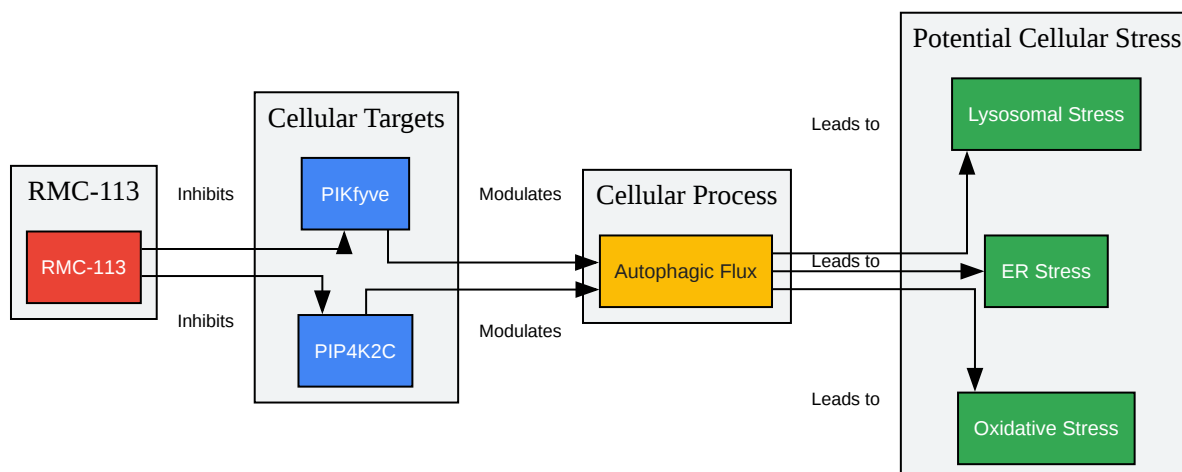 RMC-113
RMC-113
Inhibits
Inhibits
Cellular Targets
PIKfyve
PIP4K2C
Modulates
Modulates
Cellular Process
Autophagic Flux
Leads to
Leads to
Leads to
Potential Cellular Stress
Lysosomal Stress
ER Stress
Oxidative Stress